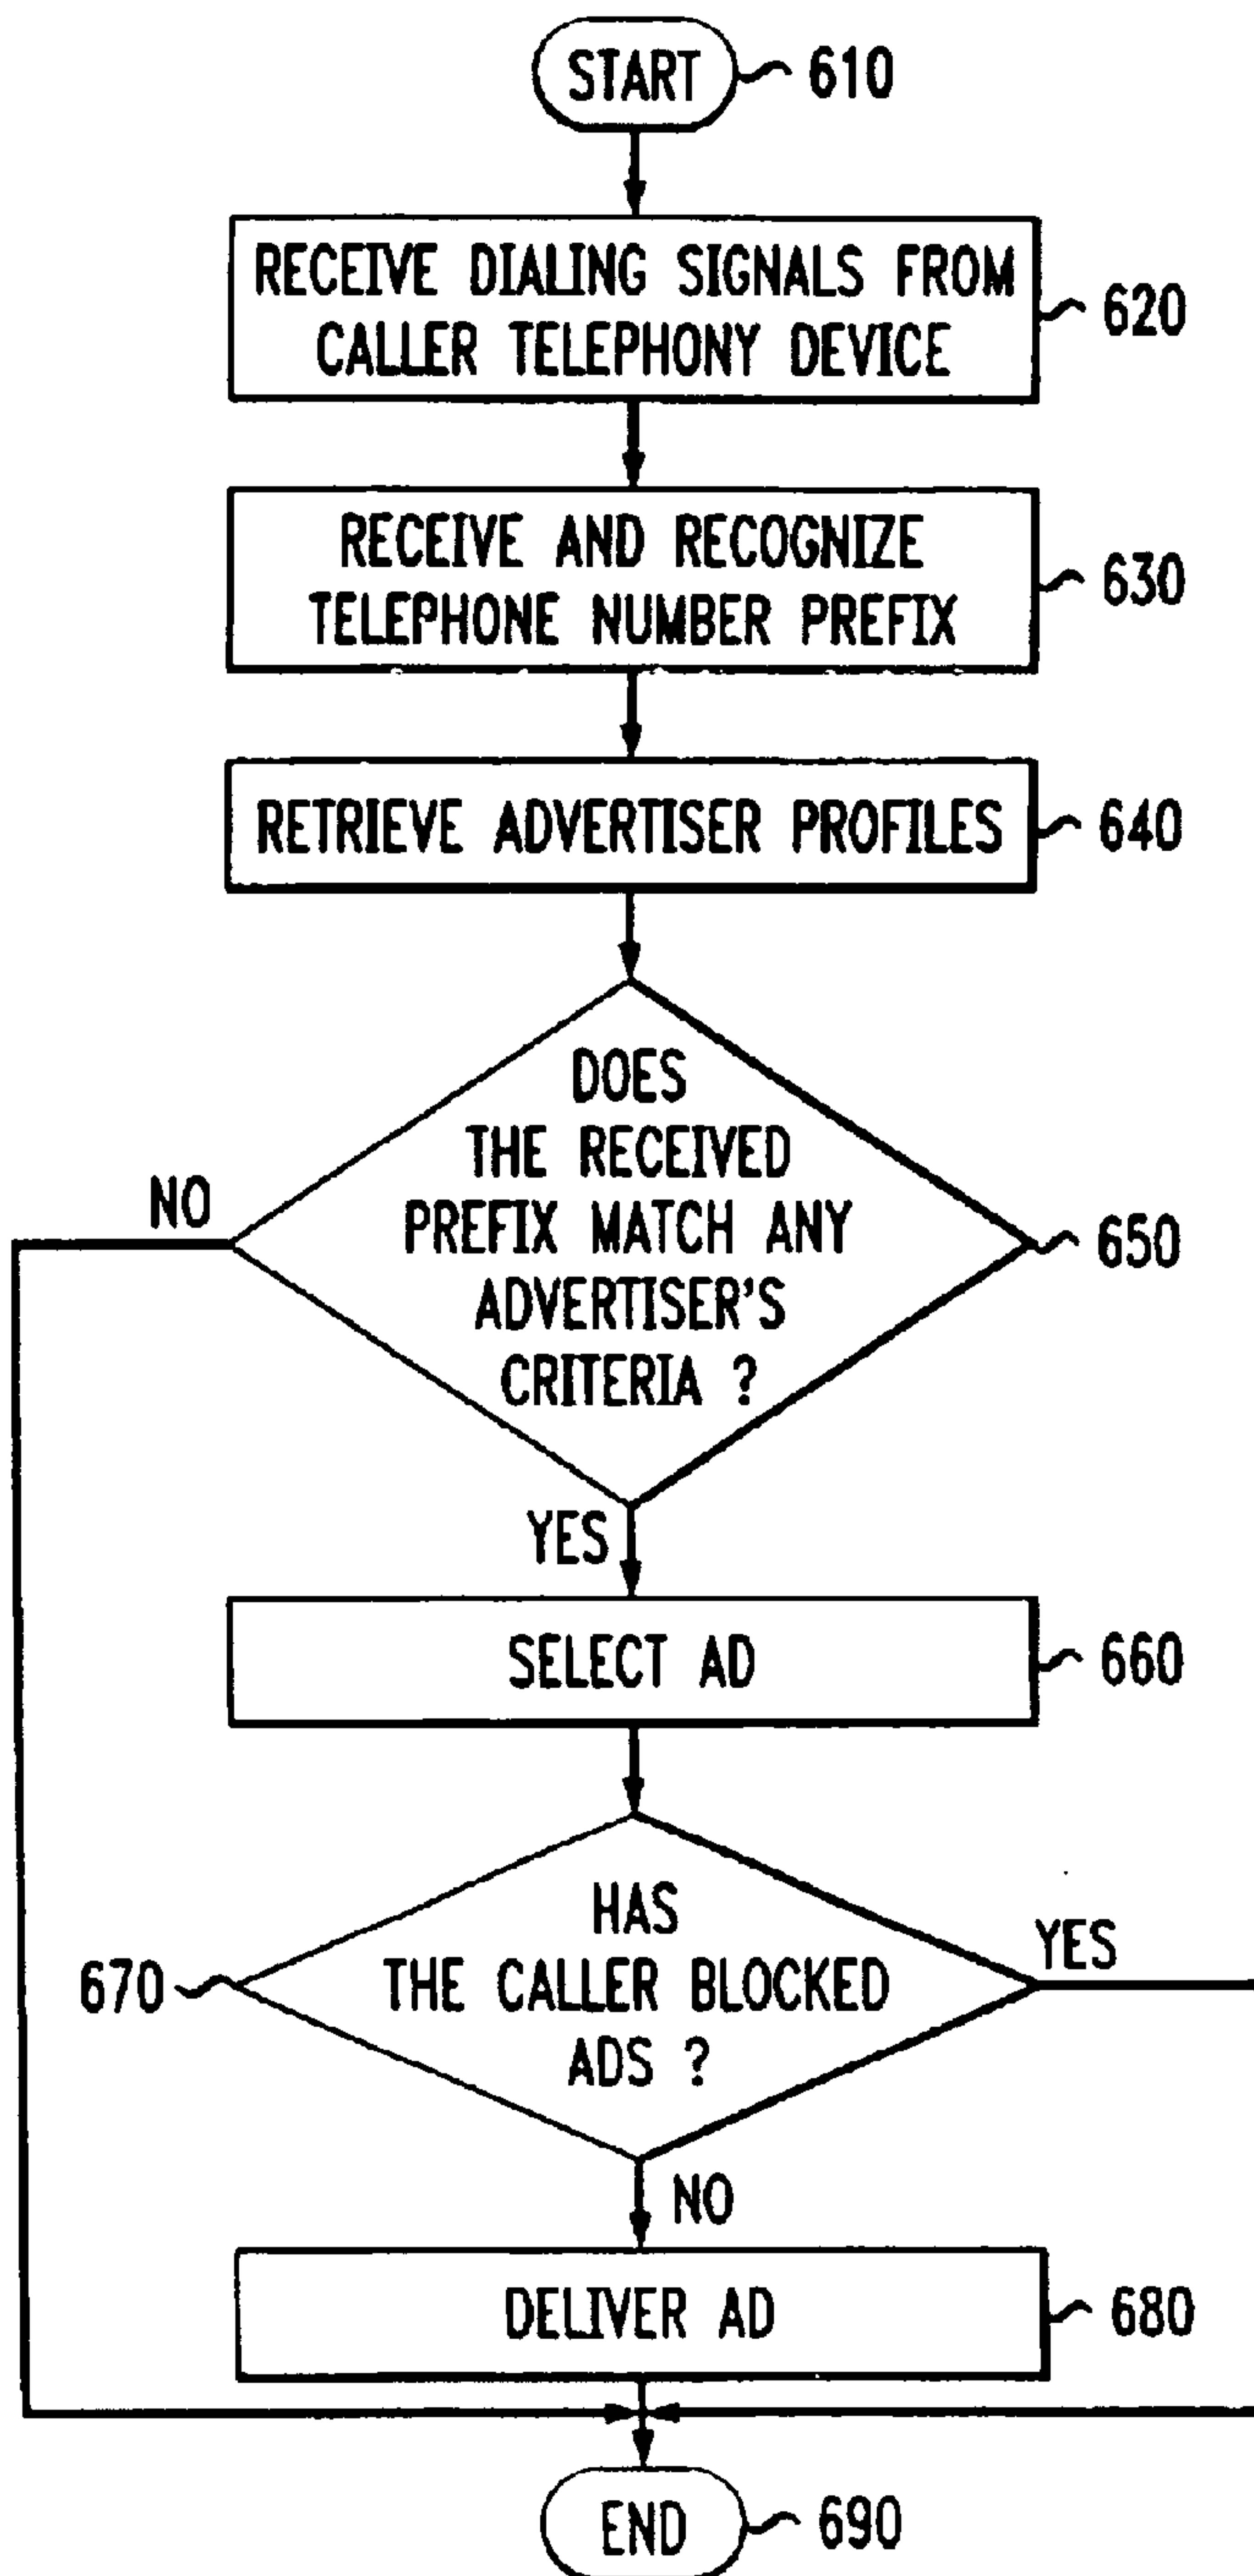 START 610
RECEIVE DIALING SIGNALS FROM
CALLER TELEPHONY DEVICE
620
RECEIVE AND RECOGNIZE
TELEPHONE NUMBER PREFIX
630
RETRIEVE ADVERTISER PROFILES 640
DOES
THE RECEIVED
PREFIX MATCH ANY
ADVERTISER'S
CRITERIA ?
650
NO
YES
SELECT AD 660
HAS
THE CALLER BLOCKED
ADS ?
670
YES
NO
DELIVER AD 680
END 690